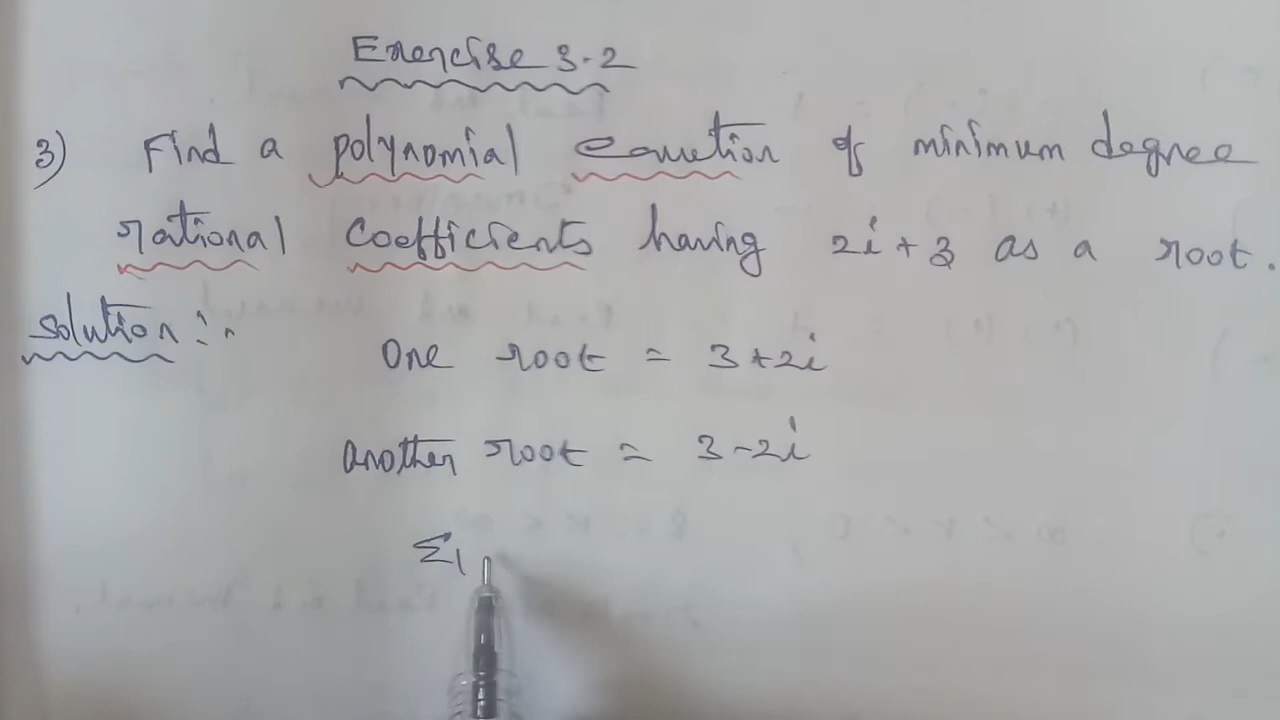 Exercise 3.2
3) Find a polynomial equation of minimum degree
rational coefficients having 2i+3 as a root.
solution:-
One root = 3+2i
another root = 3-2i
Σ1